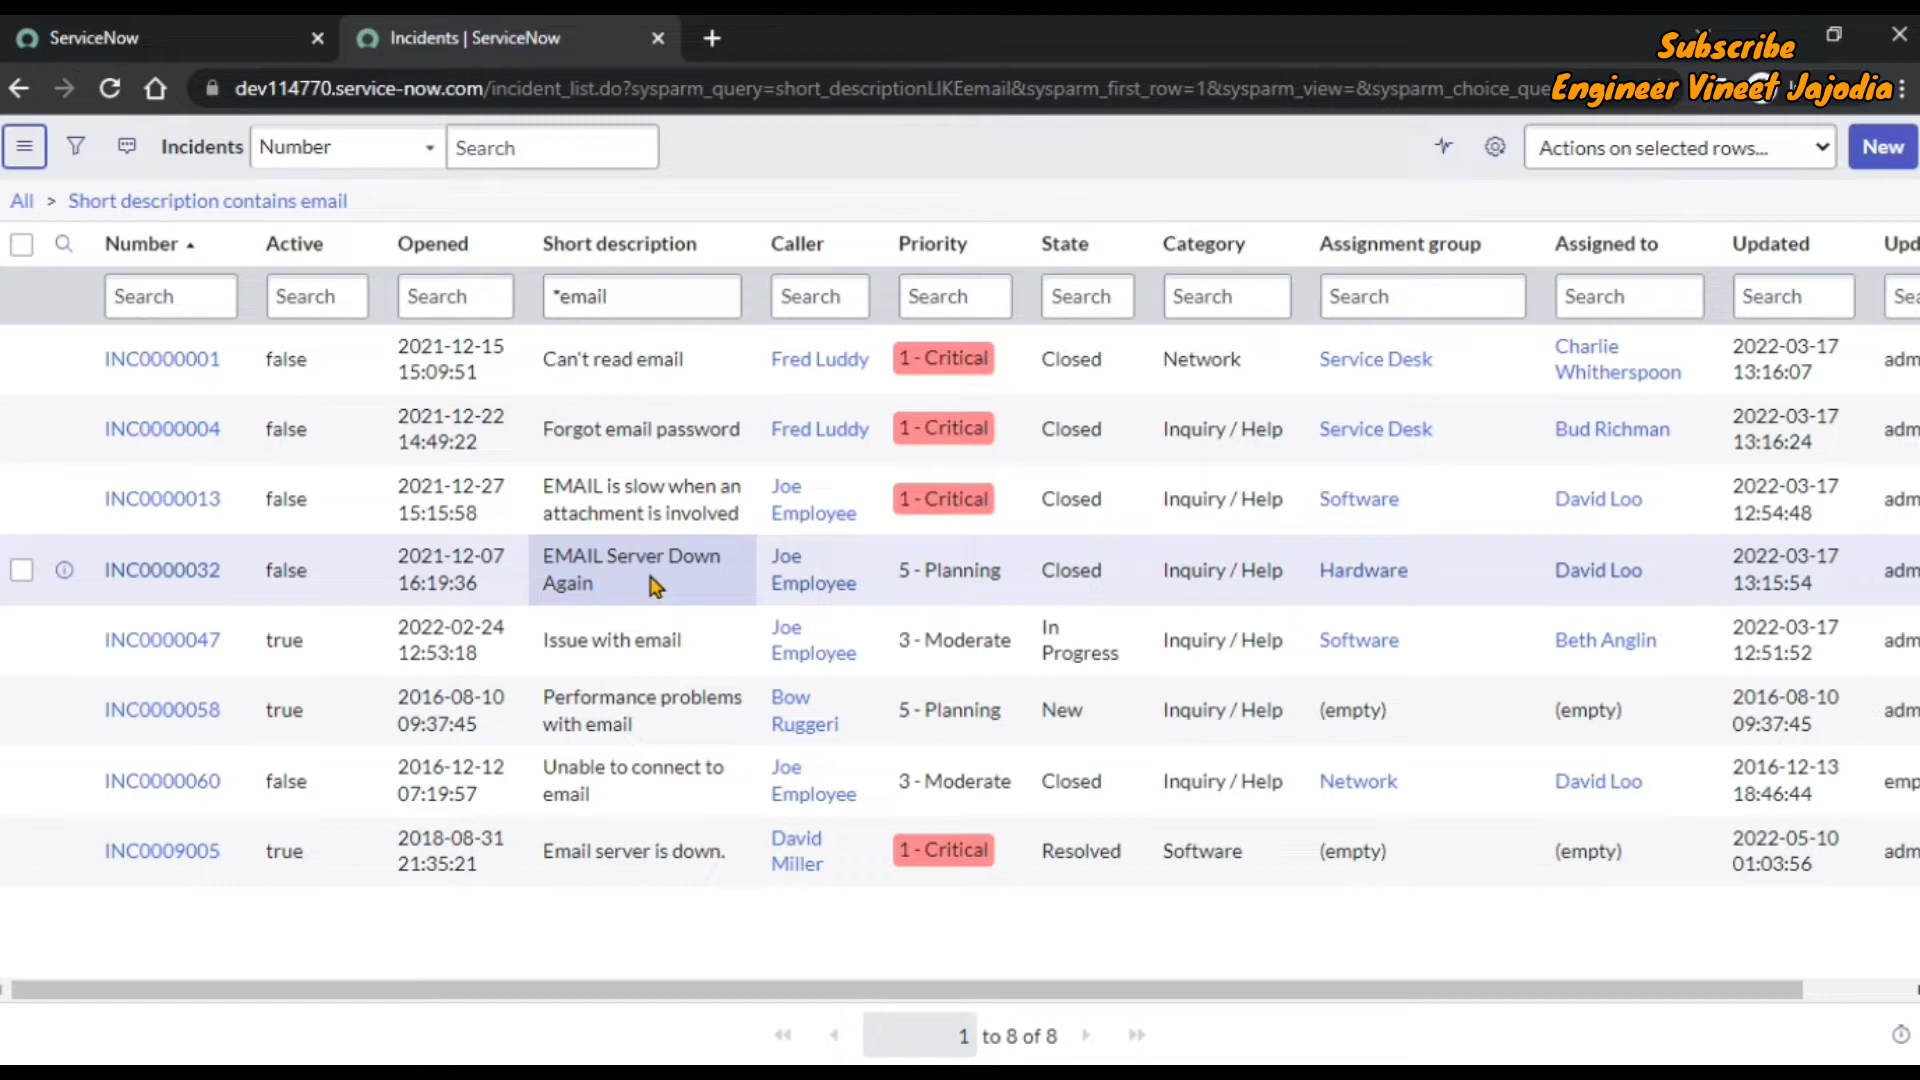 ServiceNow
Incidents | ServiceNow
Subscribe
Engineer Vineet Jajodia
dev114770.service-now.com/incident_list.do?sysparm_query=short_descriptionLIKEemail&sysparm_first_row=1&sysparm_view=&sysparm_choice_que
Incidents Number Search Actions on selected rows... New
All > Short description contains email
Number Active Opened Short description Caller Priority State Category Assignment group Assigned to Updated Upd
Search Search Search *email Search Search Search Search Search Search Search Sea
INC0000001 false 2021-12-15 15:09:51 Can't read email Fred Luddy 1 - Critical Closed Network Service Desk Charlie Whitherspoon 2022-03-17 13:16:07 adm
INC0000004 false 2021-12-22 14:49:22 Forgot email password Fred Luddy 1 - Critical Closed Inquiry / Help Service Desk Bud Richman 2022-03-17 13:16:24 adm
INC0000013 false 2021-12-27 15:15:58 EMAIL is slow when an attachment is involved Joe Employee 1 - Critical Closed Inquiry / Help Software David Loo 2022-03-17 12:54:48 adm
INC0000032 false 2021-12-07 16:19:36 EMAIL Server Down Again Joe Employee 5 - Planning Closed Inquiry / Help Hardware David Loo 2022-03-17 13:15:54 adm
INC0000047 true 2022-02-24 12:53:18 Issue with email Joe Employee 3 - Moderate In Progress Inquiry / Help Software Beth Anglin 2022-03-17 12:51:52 adm
INC0000058 true 2016-08-10 09:37:45 Performance problems with email Bow Ruggeri 5 - Planning New Inquiry / Help (empty) (empty) 2016-08-10 09:37:45 adm
INC0000060 false 2016-12-12 07:19:57 Unable to connect to email Joe Employee 3 - Moderate Closed Inquiry / Help Network David Loo 2016-12-13 18:46:44 emp
INC0009005 true 2018-08-31 21:35:21 Email server is down. David Miller 1 - Critical Resolved Software (empty) (empty) 2022-05-10 01:03:56 adm
1 to 8 of 8